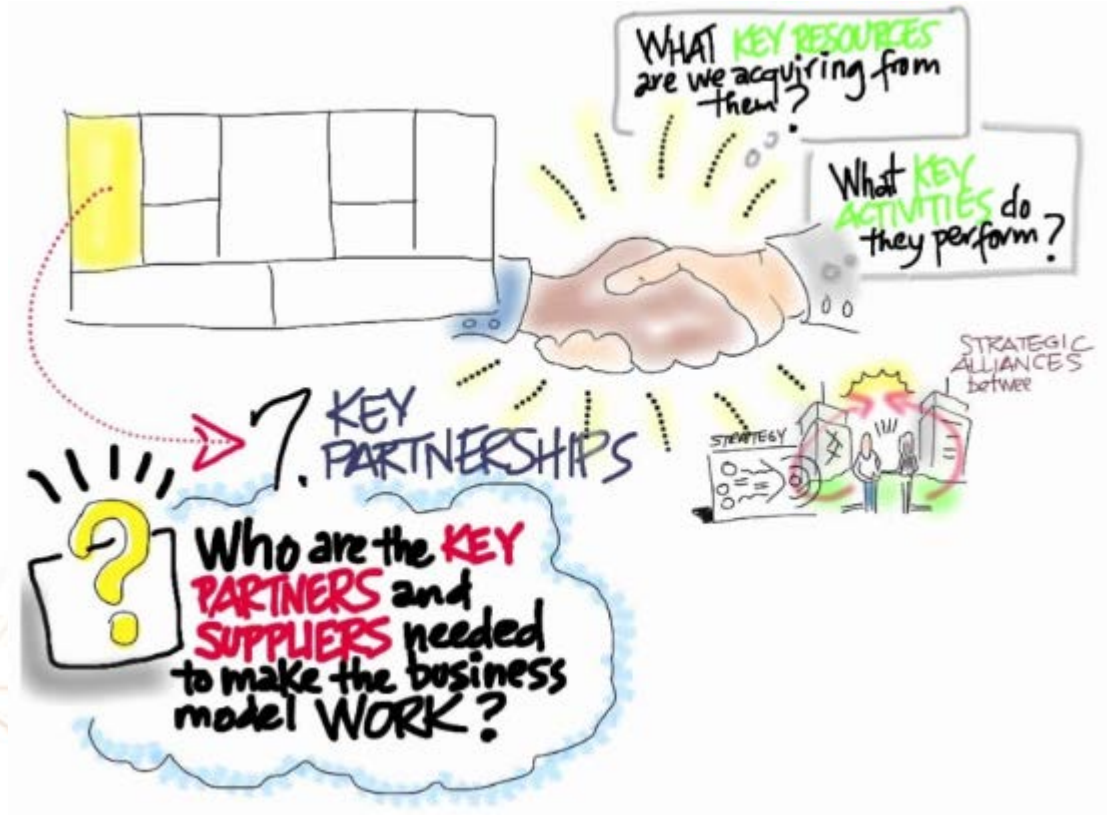 WHAT KEY RESOURCES
are we acquiring from
them?
What KEY
ACTIVITIES do
they perform?
STRATEGIC
ALLIANCES
betwee
STRATEGY
7. KEY
PARTNERSHIPS
?
Who are the KEY
PARTNERS and
SUPPLIERS needed
to make the business
model WORK?